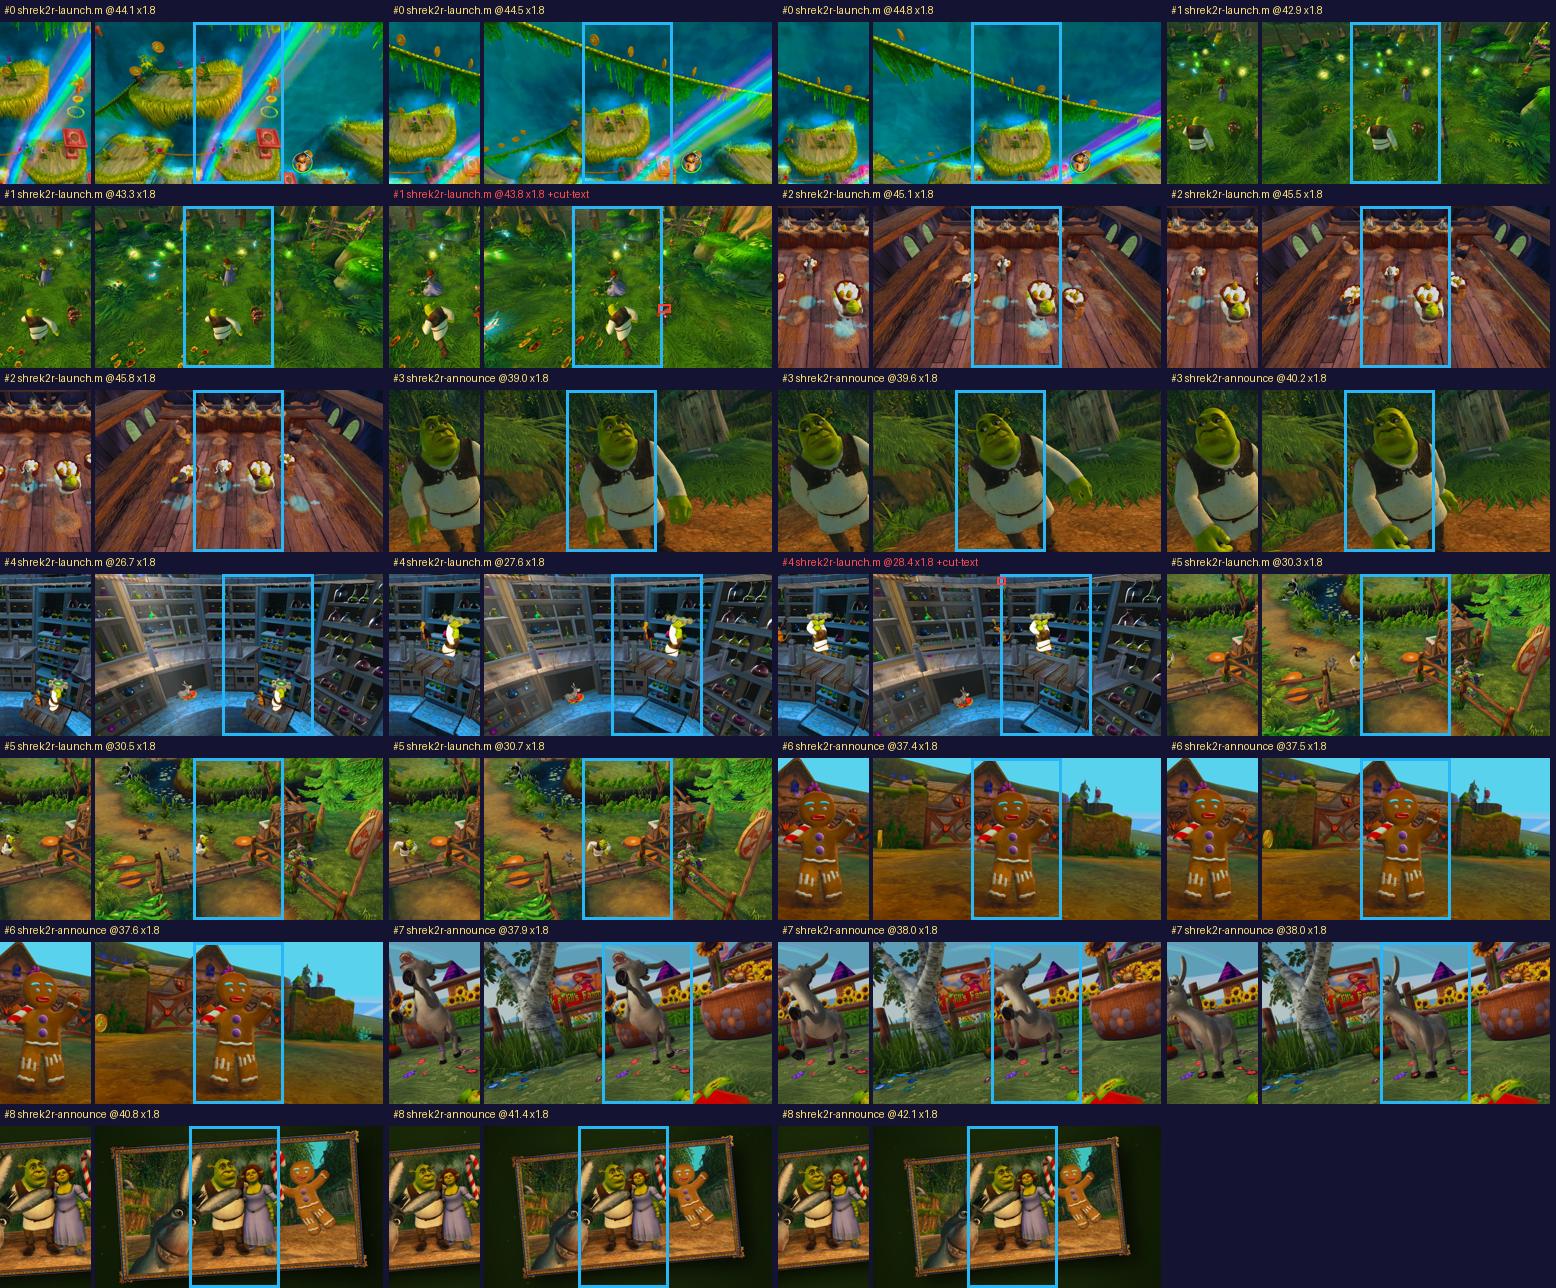 #0 shrek2r-launch.m @44.1 x1.8
#0 shrek2r-launch.m @44.5 x1.8
#0 shrek2r-launch.m @44.8 x1.8
#1 shrek2r-launch.m @42.9 x1.8
#1 shrek2r-launch.m @43.3 x1.8
#1 shrek2r-launch.m @43.8 x1.8 +cut-text
#2 shrek2r-launch.m @45.1 x1.8
#2 shrek2r-launch.m @45.5 x1.8
#2 shrek2r-launch.m @45.8 x1.8
#3 shrek2r-announce @39.0 x1.8
#3 shrek2r-announce @39.6 x1.8
#3 shrek2r-announce @40.2 x1.8
#4 shrek2r-launch.m @26.7 x1.8
#4 shrek2r-launch.m @27.6 x1.8
#4 shrek2r-launch.m @28.4 x1.8 +cut-text
#5 shrek2r-launch.m @30.3 x1.8
#5 shrek2r-launch.m @30.5 x1.8
#5 shrek2r-launch.m @30.7 x1.8
#6 shrek2r-announce @37.4 x1.8
#6 shrek2r-announce @37.5 x1.8
#6 shrek2r-announce @37.6 x1.8
#7 shrek2r-announce @37.9 x1.8
#7 shrek2r-announce @38.0 x1.8
#7 shrek2r-announce @38.0 x1.8
#8 shrek2r-announce @40.8 x1.8
#8 shrek2r-announce @41.4 x1.8
#8 shrek2r-announce @42.1 x1.8